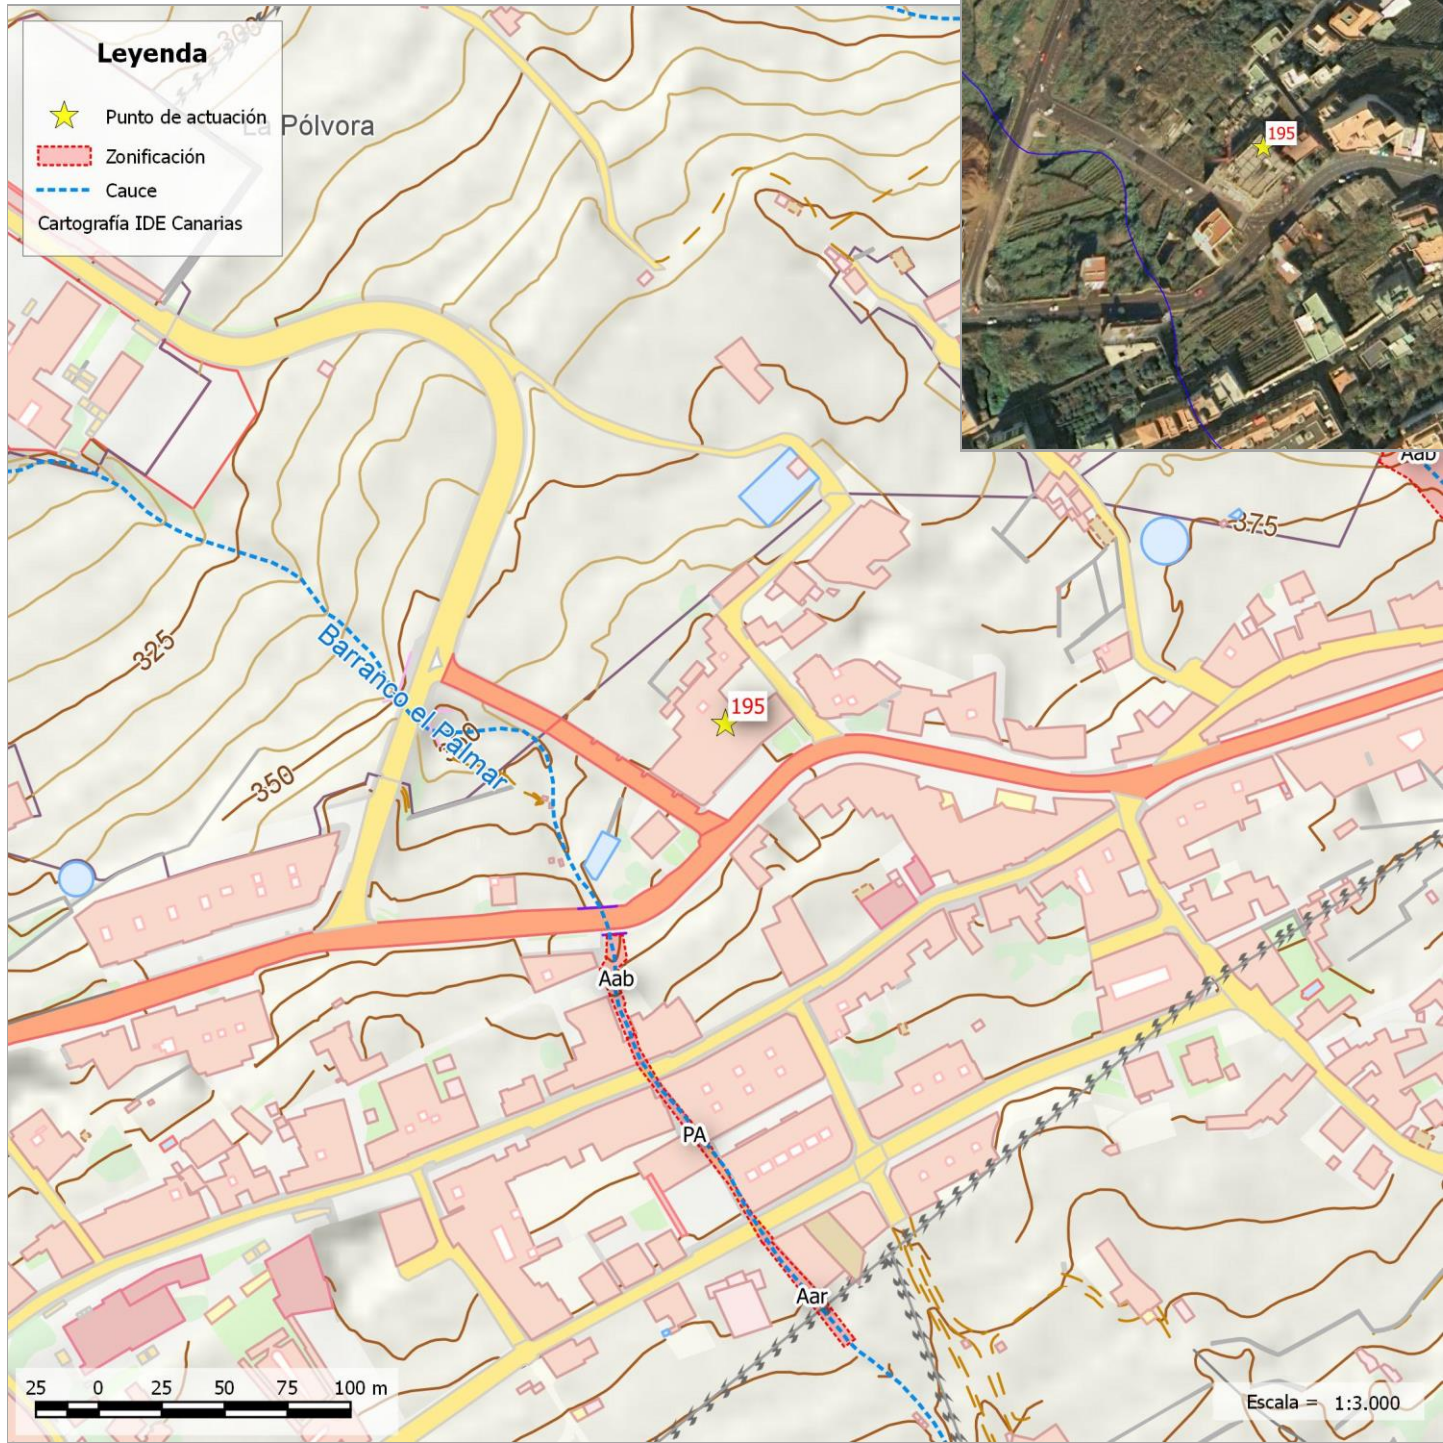 Leyenda
Punto de actuación
Zonificación
Cauce
Cartografía IDE Canarias
300
La Pólvora
195
Aab
375
325
Barranco el Palmar
195
350
Aab
PA
Aar
25 0 25 50 75 100 m
Escala = 1:3.000